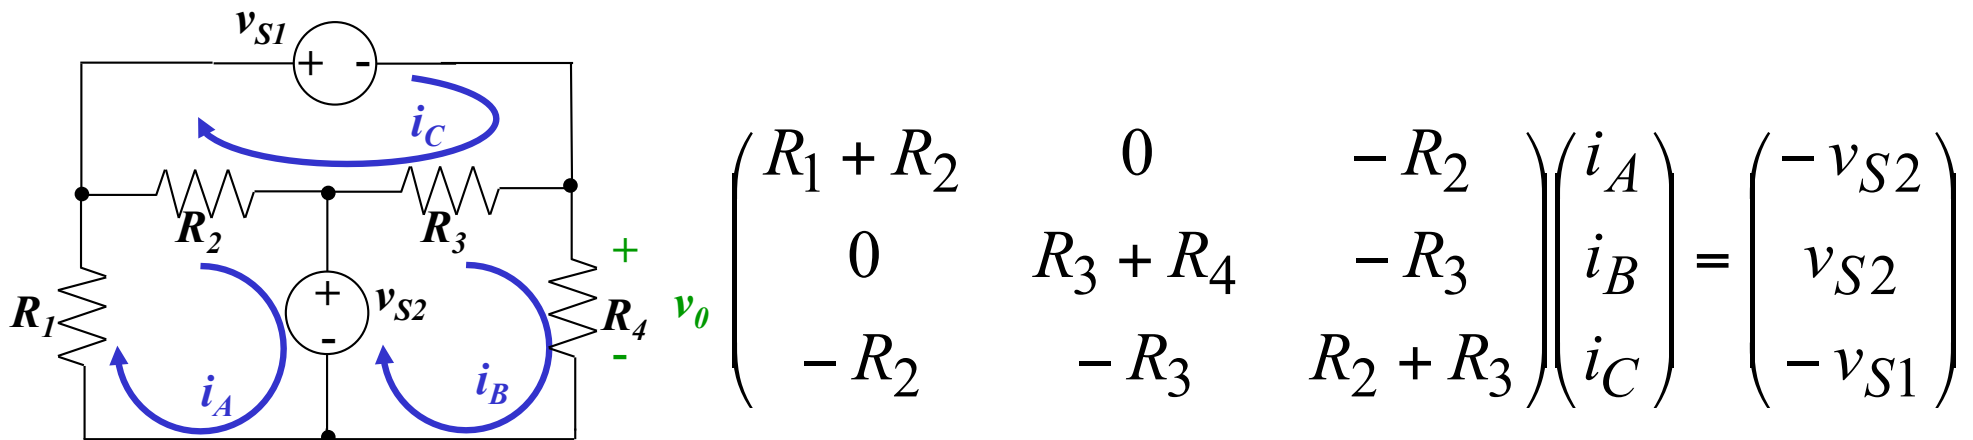 vS1
+ -
iC
R2 R3
R1 + - vS2 R4
+ v0 -
iA iB
R1 + R2 0 − R2 iA − vS2
0 R3 + R4 − R3 iB = vS2
− R2 − R3 R2 + R3 iC − vS1